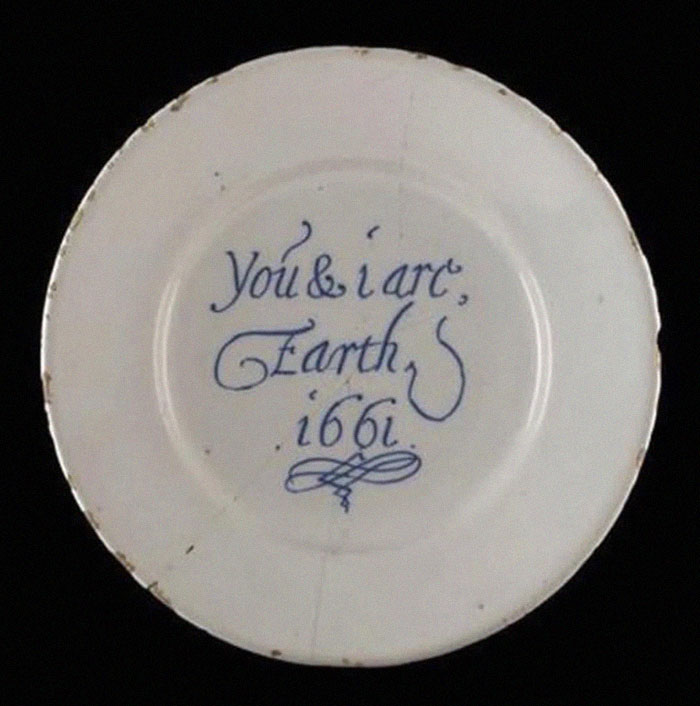 You & i are,
Earth,
1661.